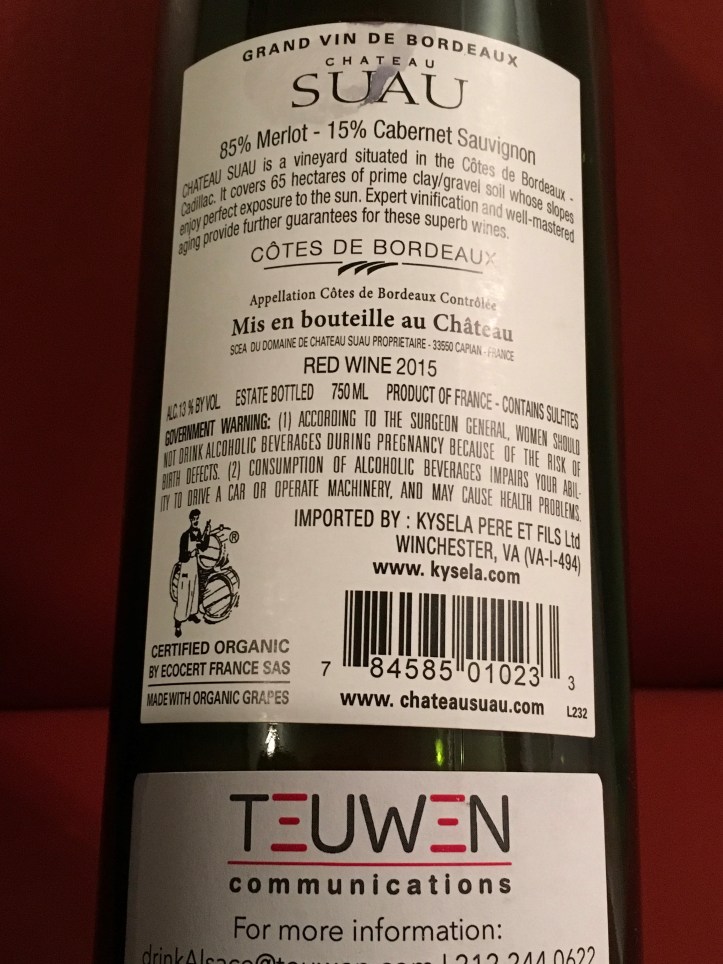 GRAND VIN DE BORDEAUX
CHATEAU
SUAU
85% Merlot - 15% Cabernet Sauvignon
CHATEAU SUAU is a vineyard situated in the Côtes de Bordeaux -
Cadillac. It covers 65 hectares of prime clay/gravel soil whose slopes
enjoy perfect exposure to the sun. Expert vinification and well-mastered
aging provide further guarantees for these superb wines.
CÔTES DE BORDEAUX
Appellation Côtes de Bordeaux Contrôlée
Mis en bouteille au Château
SCEA DU DOMAINE DE CHATEAU SUAU PROPRIETAIRE - 33550 CAPIAN - FRANCE
RED WINE 2015
ALC.13 % BY VOL. ESTATE BOTTLED 750 ML PRODUCT OF FRANCE - CONTAINS SULFITES
GOVERNMENT WARNING: (1) ACCORDING TO THE SURGEON GENERAL, WOMEN SHOULD
NOT DRINK ALCOHOLIC BEVERAGES DURING PREGNANCY BECAUSE OF THE RISK OF
BIRTH DEFECTS. (2) CONSUMPTION OF ALCOHOLIC BEVERAGES IMPAIRS YOUR ABIL-
ITY TO DRIVE A CAR OR OPERATE MACHINERY, AND MAY CAUSE HEALTH PROBLEMS.
IMPORTED BY : KYSELA PERE ET FILS Ltd
WINCHESTER, VA (VA-I-494)
www. kysela.com
®
CERTIFIED ORGANIC
BY ECOCERT FRANCE SAS
MADE WITH ORGANIC GRAPES
7 84585 01023 3
www. chateausuau.com
L232
TEUWEN
communications
For more information:
drinkAlsace@teuwen.com | 212.244.0622